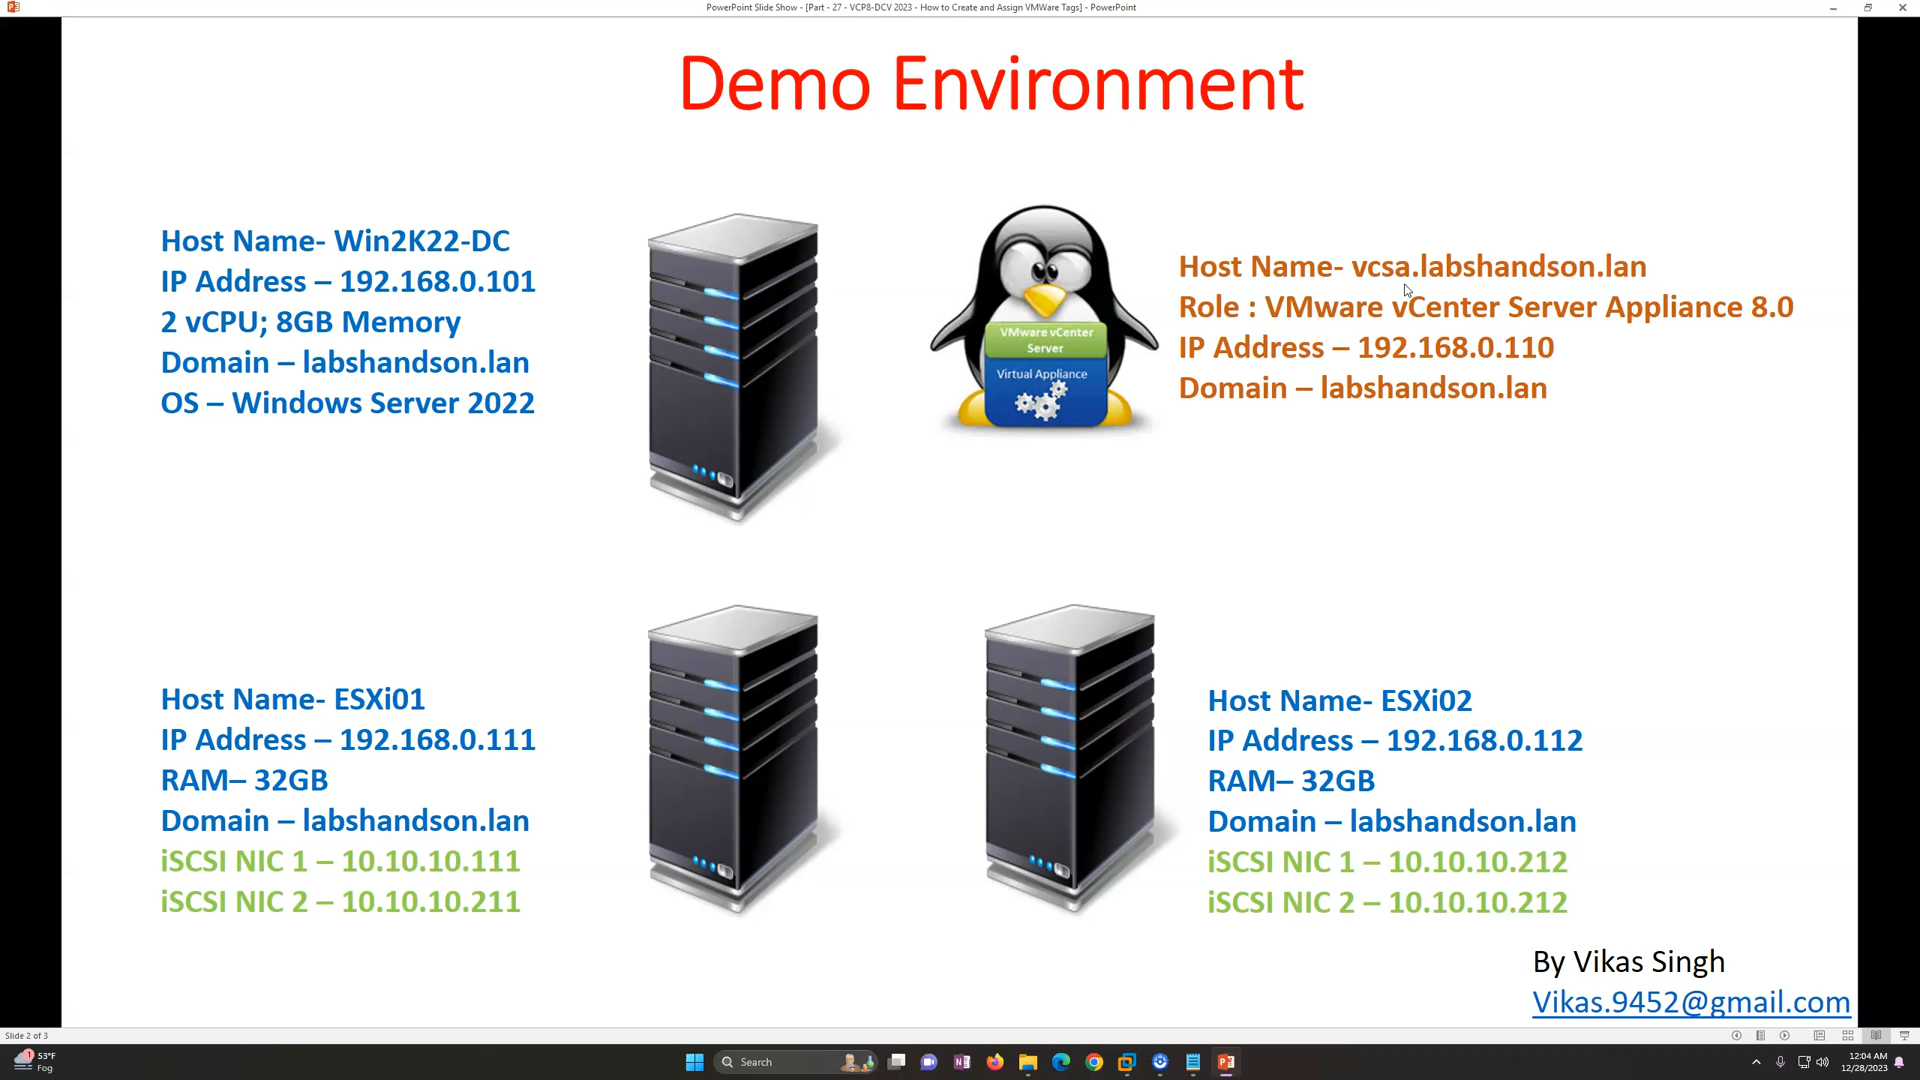 PowerPoint Slide Show - [Part - 27 - VCP8-DCV 2023 - How to Create and Assign VMWare Tags] - PowerPoint
Demo Environment
Host Name- Win2K22-DC
IP Address – 192.168.0.101
2 vCPU; 8GB Memory
Domain – labshandson.lan
OS – Windows Server 2022
VMware vCenter
Server
Virtual Appliance
Host Name- vcsa.labshandson.lan
Role : VMware vCenter Server Appliance 8.0
IP Address – 192.168.0.110
Domain – labshandson.lan
Host Name- ESXi01
IP Address – 192.168.0.111
RAM– 32GB
Domain – labshandson.lan
iSCSI NIC 1 – 10.10.10.111
iSCSI NIC 2 – 10.10.10.211
Host Name- ESXi02
IP Address – 192.168.0.112
RAM– 32GB
Domain – labshandson.lan
iSCSI NIC 1 – 10.10.10.212
iSCSI NIC 2 – 10.10.10.212
By Vikas Singh
Vikas.9452@gmail.com
Slide 2 of 3
1
53°F
Fog
Search
12:04 AM
12/28/2023